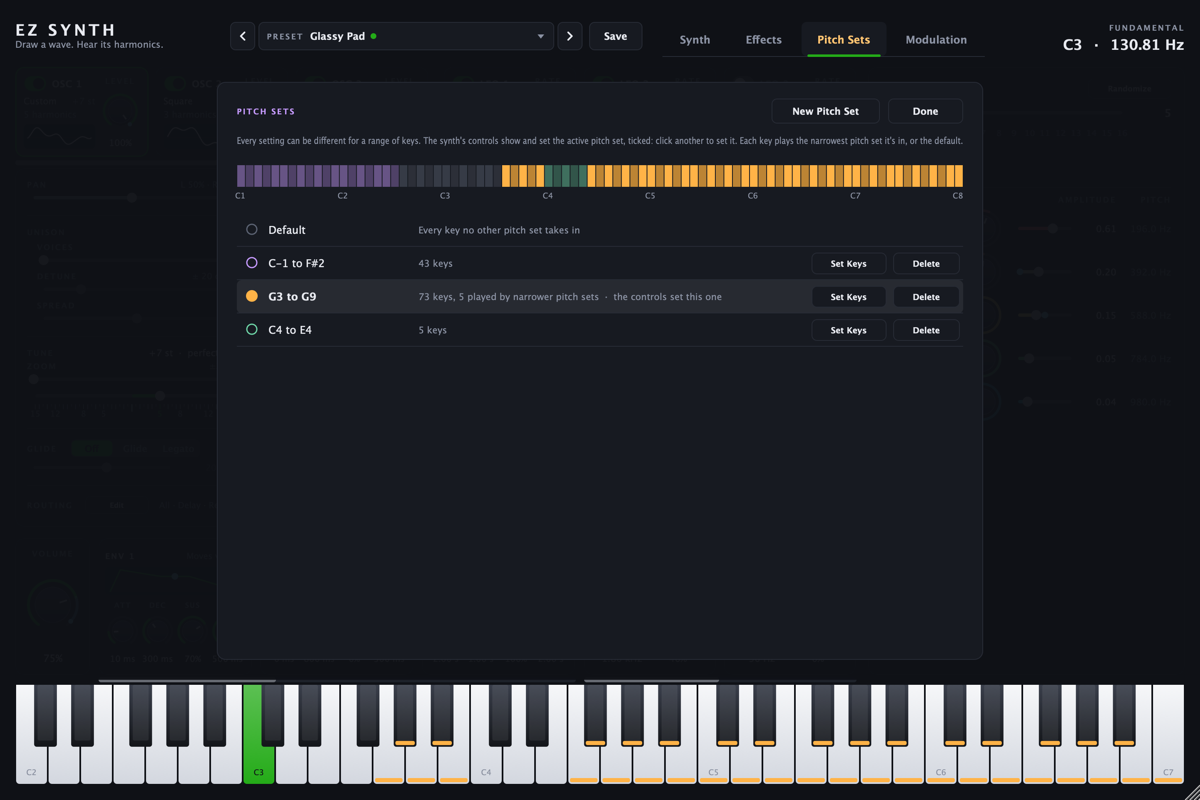 EZ SYNTH
Draw a wave. Hear its harmonics.
PRESET Glassy Pad
Save
Synth
Effects
Pitch Sets
Modulation
FUNDAMENTAL
C3 · 130.81 Hz
PITCH SETS
New Pitch Set
Done
Every setting can be different for a range of keys. The synth's controls show and set the active pitch set, ticked: click another to set it. Each key plays the narrowest pitch set it's in, or the default.
C1 C2 C3 C4 C5 C6 C7 C8
Default Every key no other pitch set takes in
C−1 to F#2 43 keys Set Keys Delete
G3 to G9 73 keys, 5 played by narrower pitch sets · the controls set this one Set Keys Delete
C4 to E4 5 keys Set Keys Delete
C2 C3 C4 C5 C6 C7